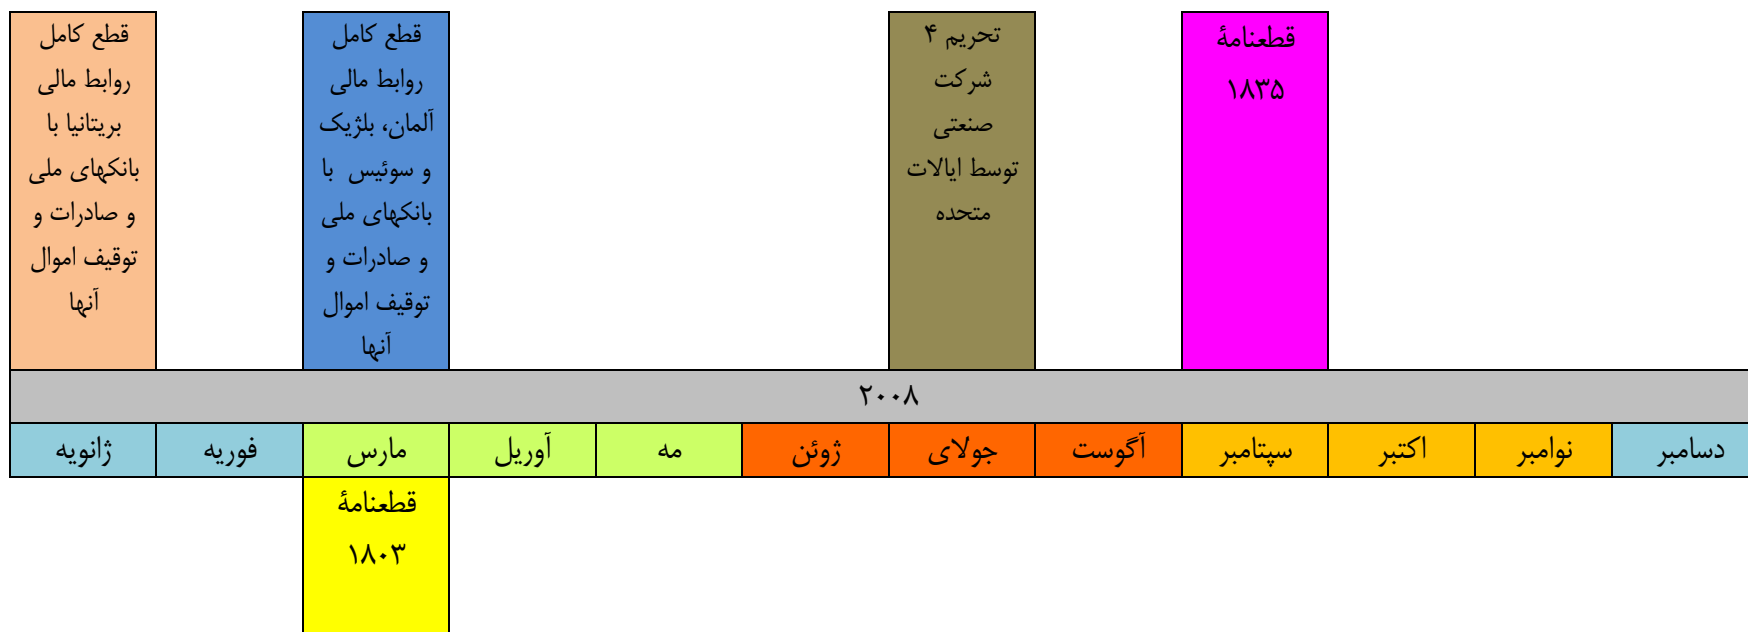 قطع کامل
روابط مالی
بریتانیا با
بانکهای ملی
و صادرات و
توقیف اموال
آنها
قطع کامل
روابط مالی
آلمان، بلژیک
و سوئیس با
بانکهای ملی
و صادرات و
توقیف اموال
آنها
تحریم ۴
شرکت
صنعتی
توسط ایالات
متحده
قطعنامۀ
۱۸۳۵
۲۰۰۸
ژانویه
فوریه
مارس
آوریل
مه
ژوئن
جولای
آگوست
سپتامبر
اکتبر
نوامبر
دسامبر
قطعنامۀ
۱۸۰۳